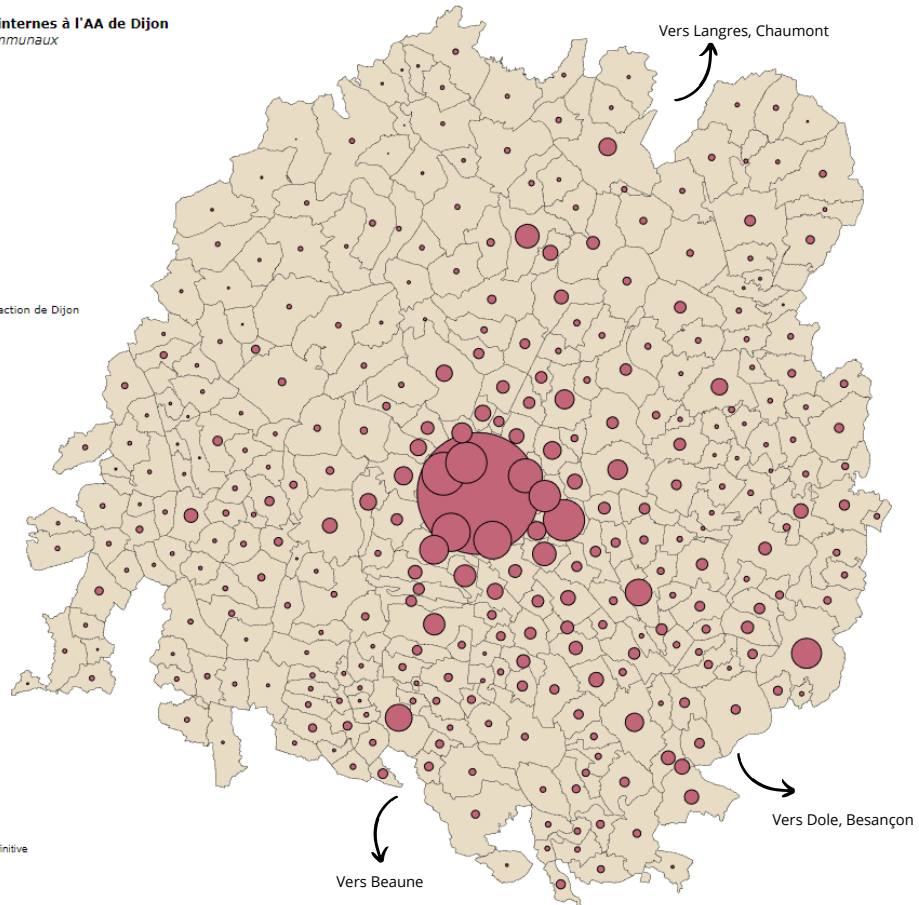 internes à l'AA de Dijon
mmunaux
Vers Langres, Chaumont
action de Dijon
Vers Dole, Besançon
initive
Vers Beaune